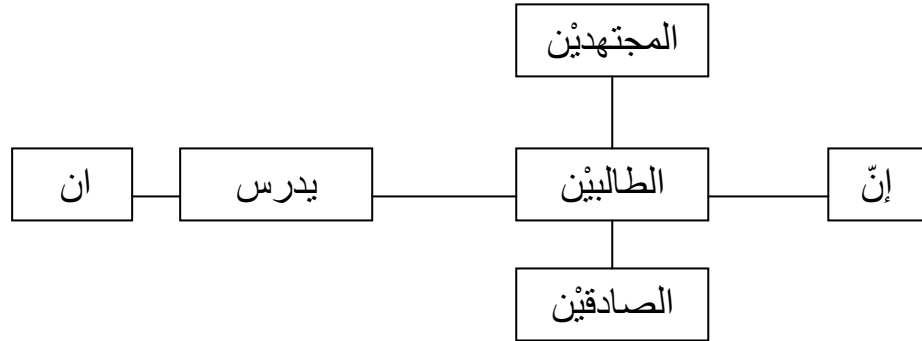 المجتهديْن
إنّ الطالبيْن يدرس ان
الصادقيْن